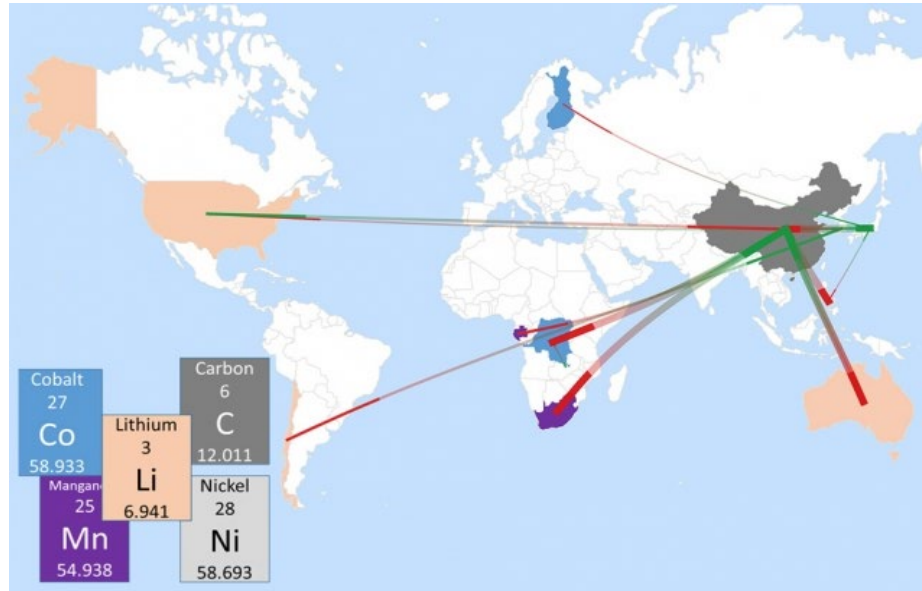 Cobalt
27
Co
58.933
Carbon
6
C
12.011
Lithium
3
Li
6.941
Mangan
25
Mn
54.938
Nickel
28
Ni
58.693